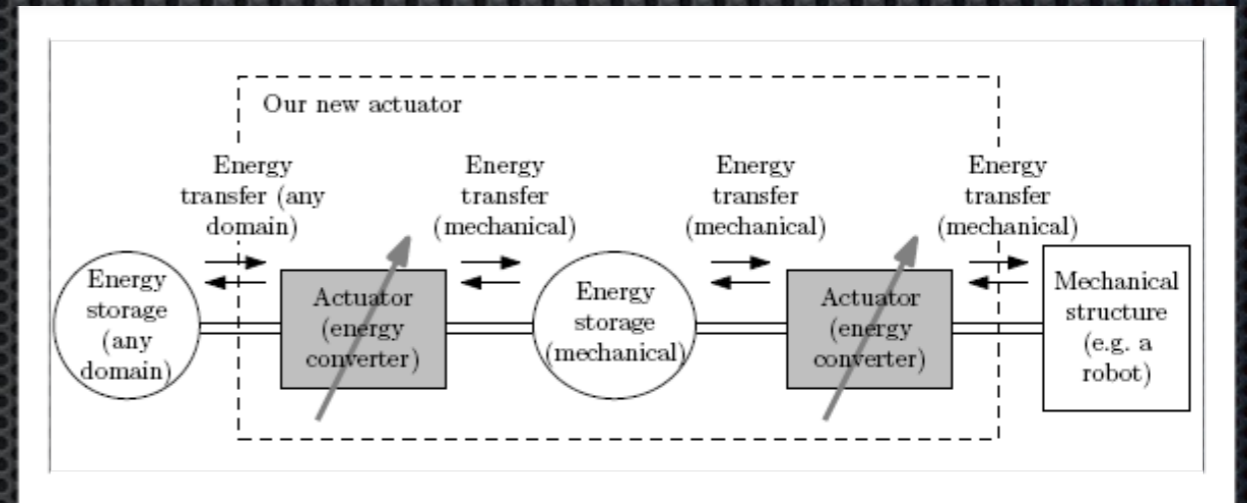 Our new actuator
Energy
transfer (any
domain)
Energy
transfer
(mechanical)
Energy
transfer
(mechanical)
Energy
transfer
(mechanical)
Energy
storage
(any
domain)
Actuator
(energy
converter)
Energy
storage
(mechanical)
Actuator
(energy
converter)
Mechanical
structure
(e.g. a
robot)